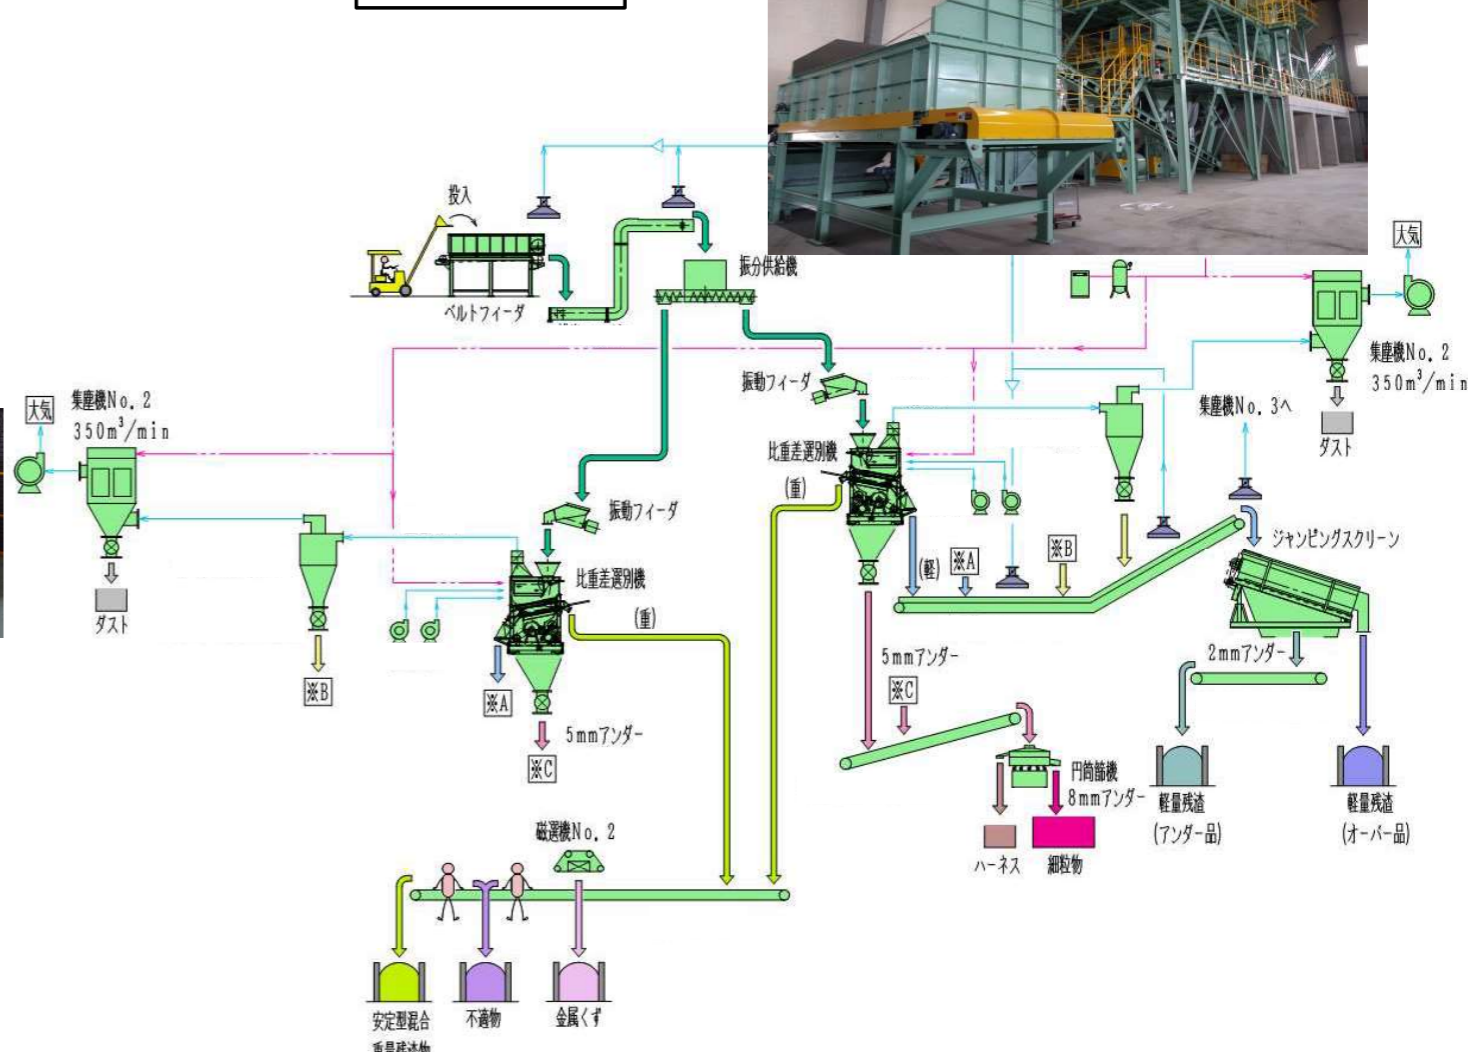 投入
ベルトフィーダ
振分供給機
大気
集塵機No.2
350m³/min
ダスト
振動フィーダ
比重差選別機
(重)
(軽)
※A
※B
集塵機No.3へ
ジャンピングスクリーン
大気
集塵機No.2
350m³/min
ダスト
※B
振動フィーダ
比重差選別機
(重)
※A
5mmアンダー
※C
5mmアンダー
※C
2mmアンダー
円筒篩機
8mmアンダー
ハーネス
細粒物
軽量残渣
(アンダー品)
軽量残渣
(オーバー品)
磁選機No.2
安定型混合
重量残渣物
不適物
金属くず